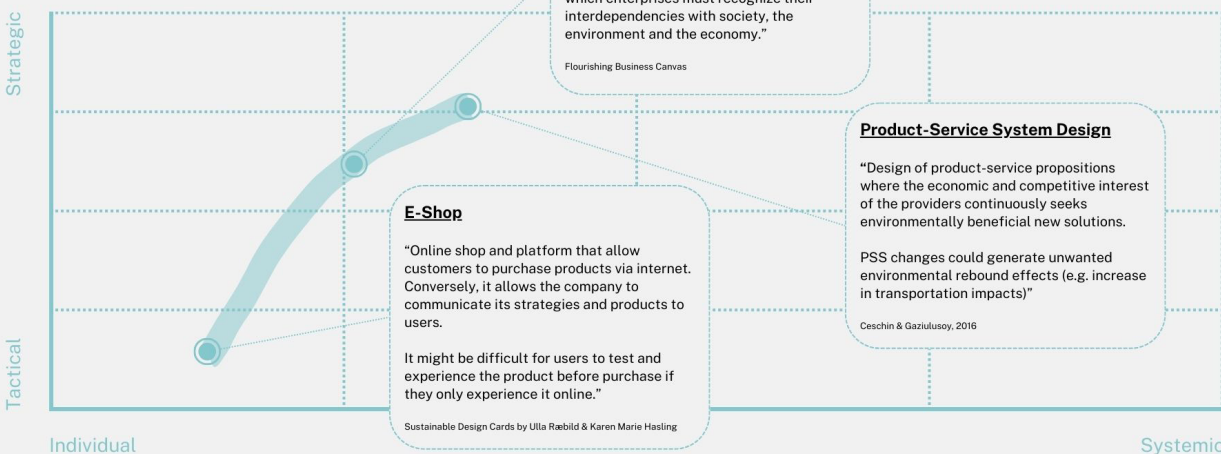 Strategic
which enterprises must recognize their
interdependencies with society, the
environment and the economy.”
Flourishing Business Canvas
Product-Service System Design
“Design of product-service propositions
where the economic and competitive interest
of the providers continuously seeks
environmentally beneficial new solutions.
PSS changes could generate unwanted
environmental rebound effects (e.g. increase
in transportation impacts)”
Ceschin & Gaziulusoy, 2016
E-Shop
“Online shop and platform that allow
customers to purchase products via internet.
Conversely, it allows the company to
communicate its strategies and products to
users.
It might be difficult for users to test and
experience the product before purchase if
they only experience it online.”
Sustainable Design Cards by Ulla Ræbild & Karen Marie Hasling
Tactical
Individual
Systemic